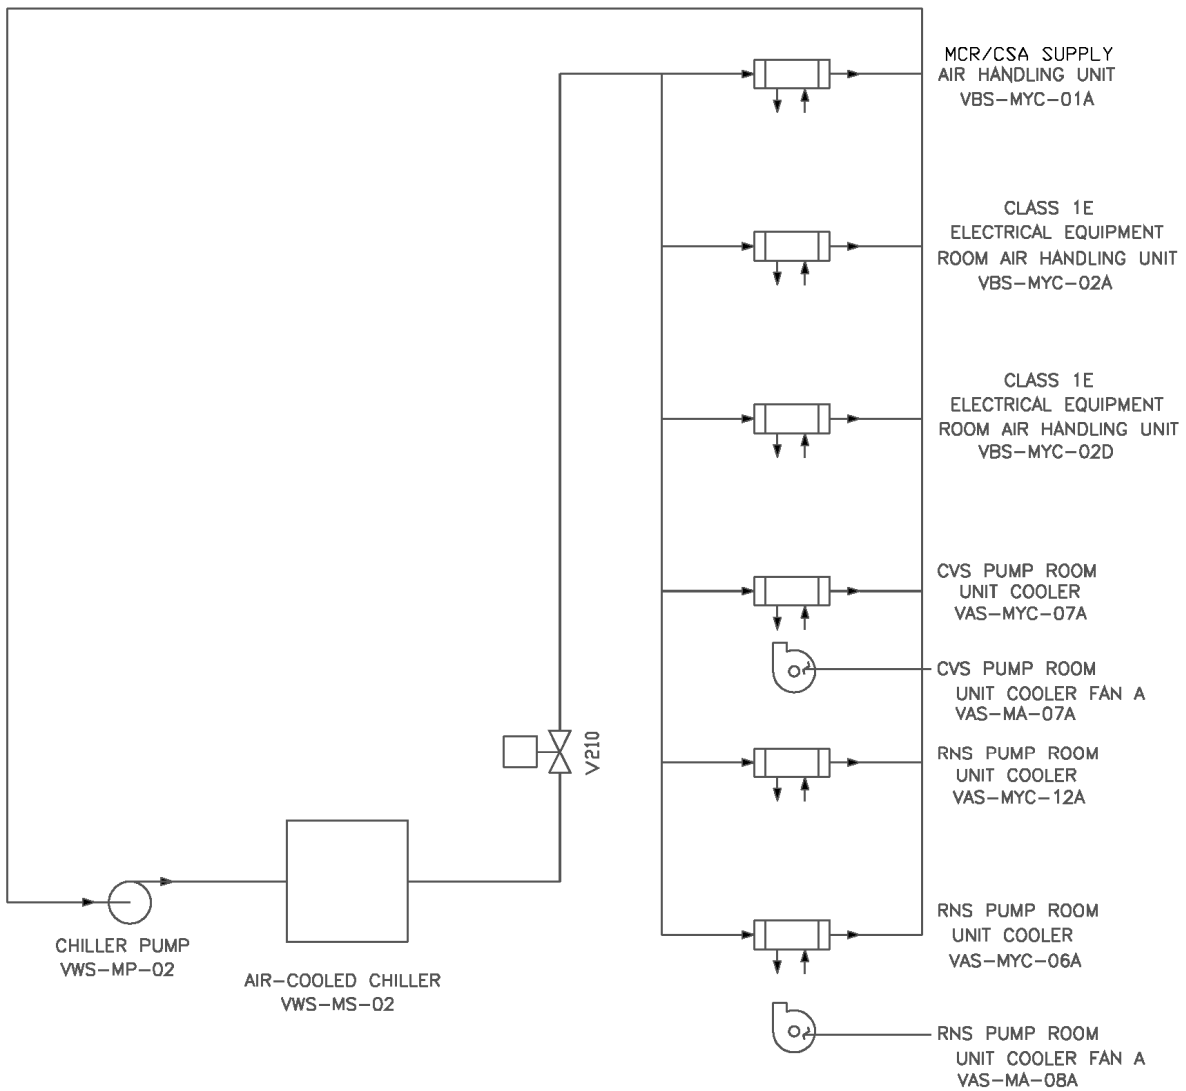 MCR/CSA SUPPLY
AIR HANDLING UNIT
VBS-MYC-01A
CLASS 1E
ELECTRICAL EQUIPMENT
ROOM AIR HANDLING UNIT
VBS-MYC-02A
CLASS 1E
ELECTRICAL EQUIPMENT
ROOM AIR HANDLING UNIT
VBS-MYC-02D
CVS PUMP ROOM
UNIT COOLER
VAS-MYC-07A
CVS PUMP ROOM
UNIT COOLER FAN A
VAS-MA-07A
V210
RNS PUMP ROOM
UNIT COOLER
VAS-MYC-12A
RNS PUMP ROOM
UNIT COOLER
VAS-MYC-06A
CHILLER PUMP
VWS-MP-02
AIR-COOLED CHILLER
VWS-MS-02
RNS PUMP ROOM
UNIT COOLER FAN A
VAS-MA-08A